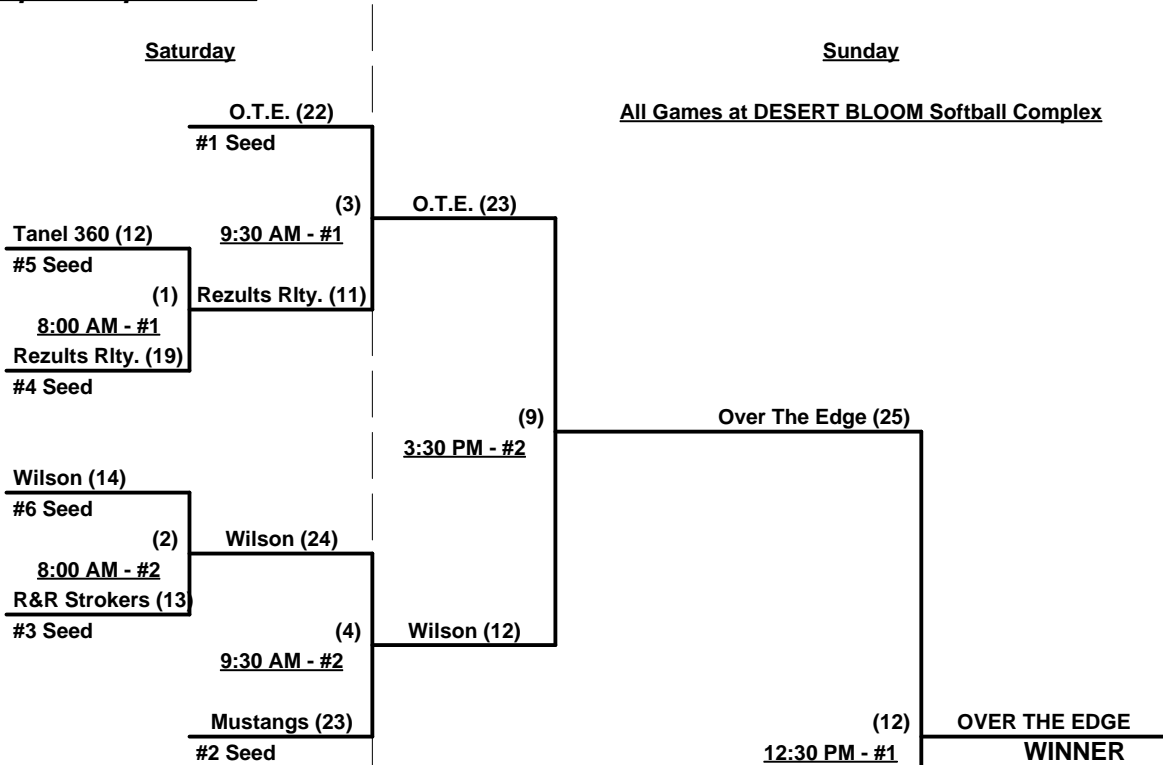 Saturday
Sunday
O.T.E. (22)
All Games at DESERT BLOOM Softball Complex
#1 Seed
(3)
O.T.E. (23)
Tanel 360 (12)
9:30 AM - #1
#5 Seed
(1)
Rezults Rlty. (11)
8:00 AM - #1
Rezults Rlty. (19)
#4 Seed
(9)
Over The Edge (25)
3:30 PM - #2
Wilson (14)
#6 Seed
(2)
Wilson (24)
8:00 AM - #2
R&R Strokers (13)
#3 Seed
(4)
Wilson (12)
9:30 AM - #2
Mustangs (23)
(12)
OVER THE EDGE
#2 Seed
12:30 PM - #1
WINNER